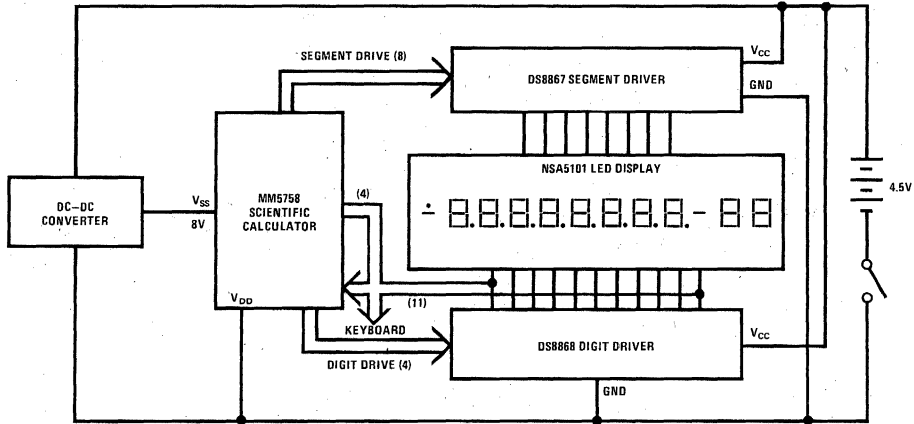 SEGMENT DRIVE (8)
DS8867 SEGMENT DRIVER
VCC
GND
NSA5101 LED DISPLAY
DC–DC
CONVERTER
VSS
8V
MM5758
SCIENTIFIC
CALCULATOR
VDD
(4)
(11)
KEYBOARD
DIGIT DRIVE (4)
DS8868 DIGIT DRIVER
VCC
GND
4.5V